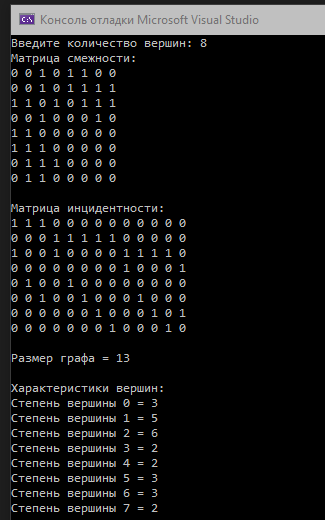 Консоль отладки Microsoft Visual Studio
Введите количество вершин: 8
Матрица смежности:
0 0 1 0 1 1 0 0
0 0 1 0 1 1 1 1
1 1 0 1 0 1 1 1
0 0 1 0 0 0 1 0
1 1 0 0 0 0 0 0
1 1 1 0 0 0 0 0
0 1 1 1 0 0 0 0
0 1 1 0 0 0 0 0
Матрица инцидентности:
1 1 1 0 0 0 0 0 0 0 0 0 0
0 0 0 1 1 1 1 1 0 0 0 0 0
1 0 0 1 0 0 0 0 1 1 1 1 0
0 0 0 0 0 0 0 0 1 0 0 0 1
0 1 0 0 1 0 0 0 0 0 0 0 0
0 0 1 0 0 1 0 0 0 1 0 0 0
0 0 0 0 0 0 1 0 0 0 1 0 1
0 0 0 0 0 0 0 1 0 0 0 1 0
Размер графа = 13
Характеристики вершин:
Степень вершины 0 = 3
Степень вершины 1 = 5
Степень вершины 2 = 6
Степень вершины 3 = 2
Степень вершины 4 = 2
Степень вершины 5 = 3
Степень вершины 6 = 3
Степень вершины 7 = 2